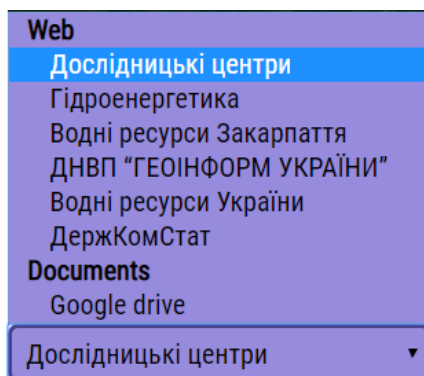 Web
Дослідницькі центри
Гідроенергетика
Водні ресурси Закарпаття
ДНВП “ГЕОІНФОРМ УКРАЇНИ”
Водні ресурси України
ДержКомСтат
Documents
Google drive
Дослідницькі центри